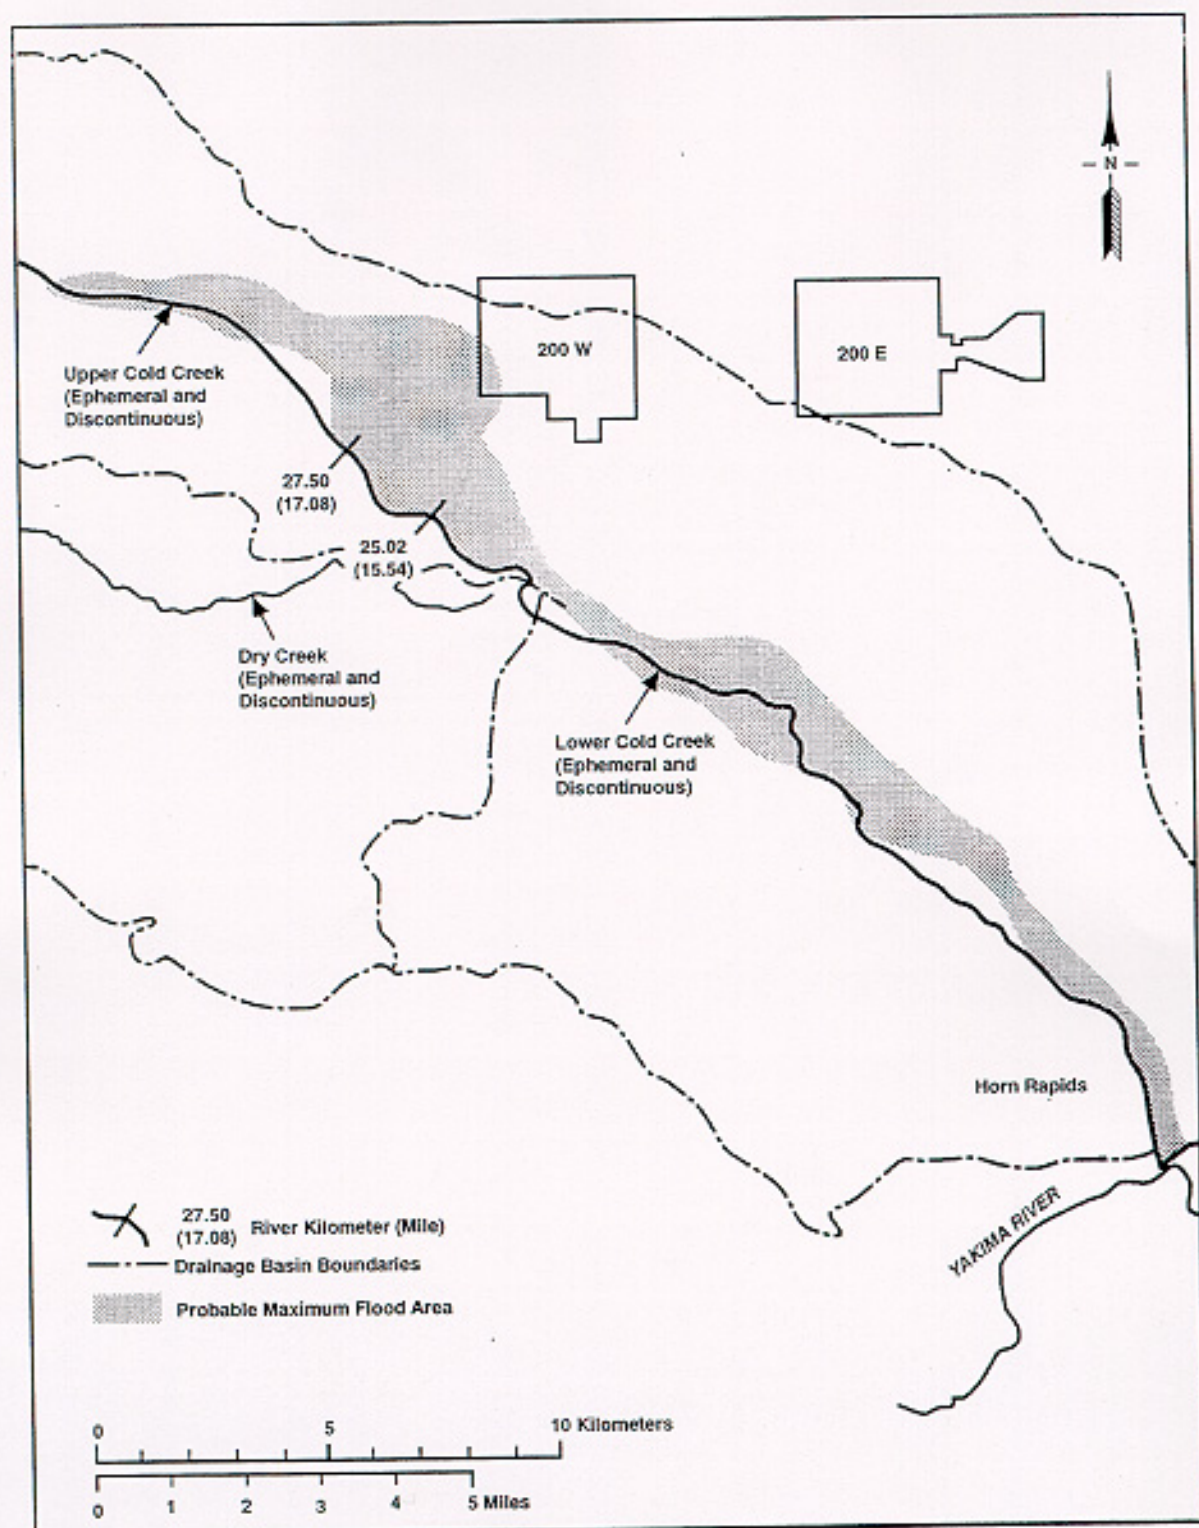 N
200 W
200 E
Upper Cold Creek
(Ephemeral and
Discontinuous)
27.50
(17.08)
25.02
(15.54)
Dry Creek
(Ephemeral and
Discontinuous)
Lower Cold Creek
(Ephemeral and
Discontinuous)
Horn Rapids
YAKIMA RIVER
27.50
(17.08)
River Kilometer (Mile)
Drainage Basin Boundaries
Probable Maximum Flood Area
0 5 10 Kilometers
0 1 2 3 4 5 Miles